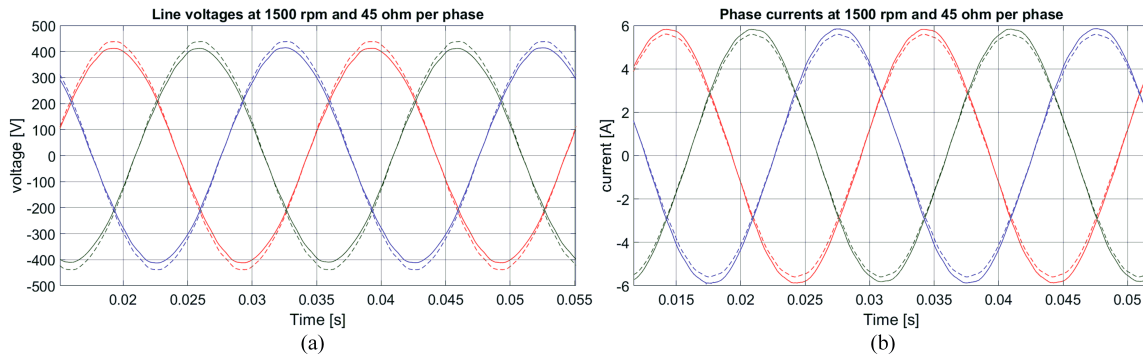 Line voltages at 1500 rpm and 45 ohm per phase
500
400
300
200
100
0
-100
-200
-300
-400
-500
voltage [V]
0.02 0.025 0.03 0.035 0.04 0.045 0.05 0.055
Time [s]
(a)
Phase currents at 1500 rpm and 45 ohm per phase
6
4
2
0
-2
-4
-6
current [A]
0.015 0.02 0.025 0.03 0.035 0.04 0.045 0.05
Time [s]
(b)